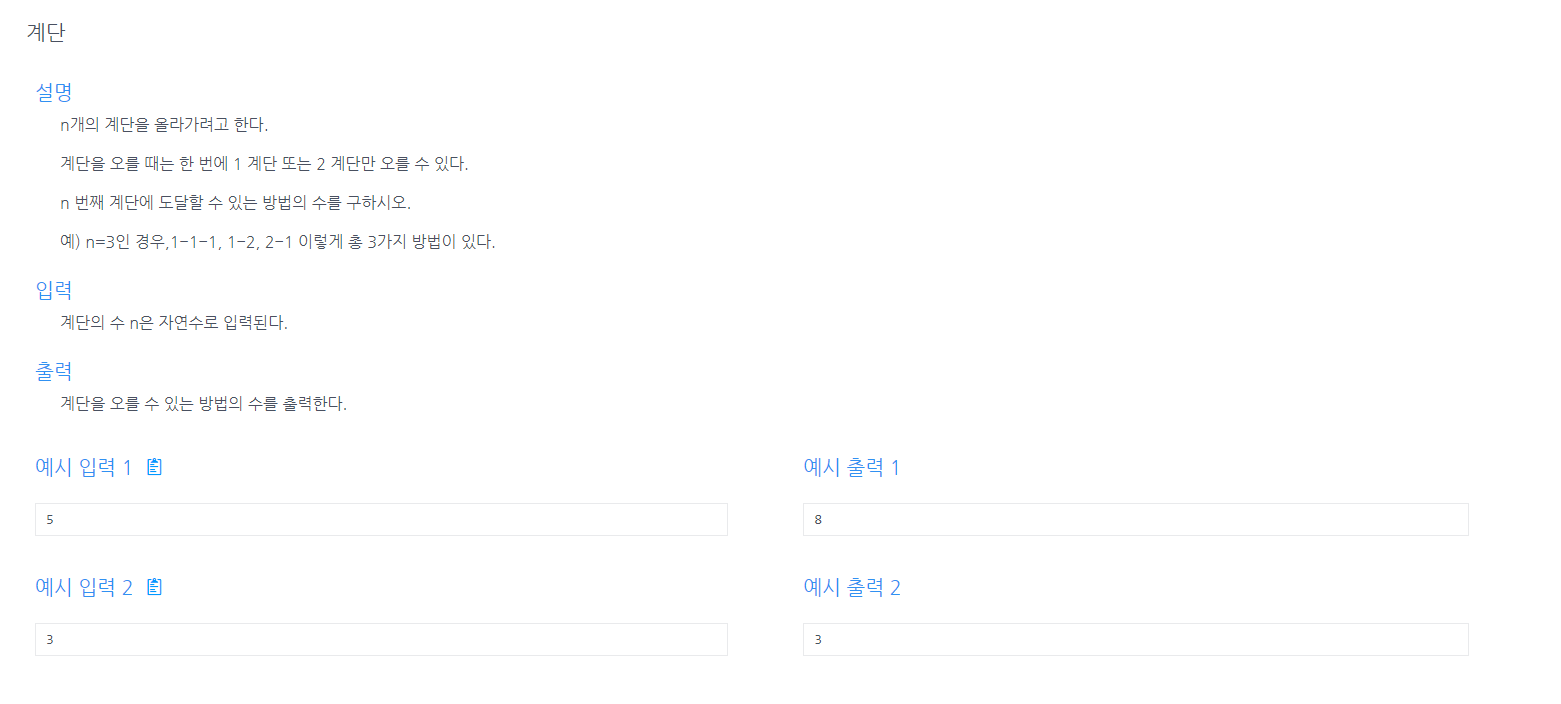 계단
설명
n개의 계단을 올라가려고 한다.
계단을 오를 때는 한 번에 1 계단 또는 2 계단만 오를 수 있다.
n 번째 계단에 도달할 수 있는 방법의 수를 구하시오.
예) n=3인 경우,1-1-1, 1-2, 2-1 이렇게 총 3가지 방법이 있다.
입력
계단의 수 n은 자연수로 입력된다.
출력
계단을 오를 수 있는 방법의 수를 출력한다.
예시 입력 1
예시 출력 1
5
8
예시 입력 2
예시 출력 2
3
3